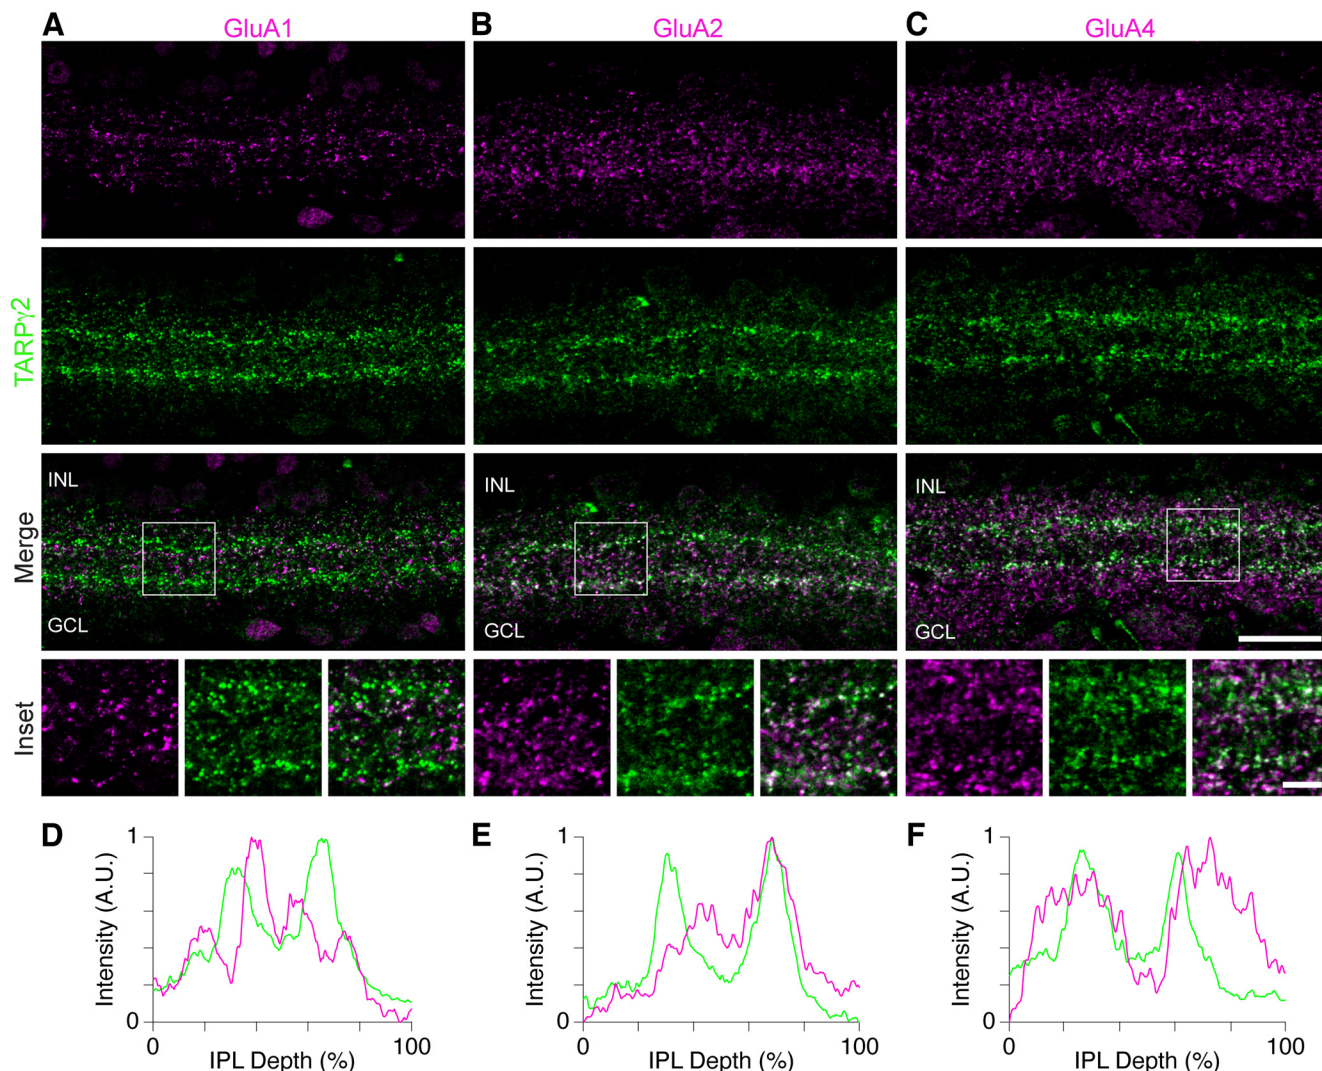 A GluA1 B GluA2 C GluA4
TARPγ2
INL INL INL
Merge
GCL GCL GCL
Inset
D E F
1 1 1
Intensity (A.U.) Intensity (A.U.) Intensity (A.U.)
0 0 0
0 100 0 100 0 100
IPL Depth (%) IPL Depth (%) IPL Depth (%)